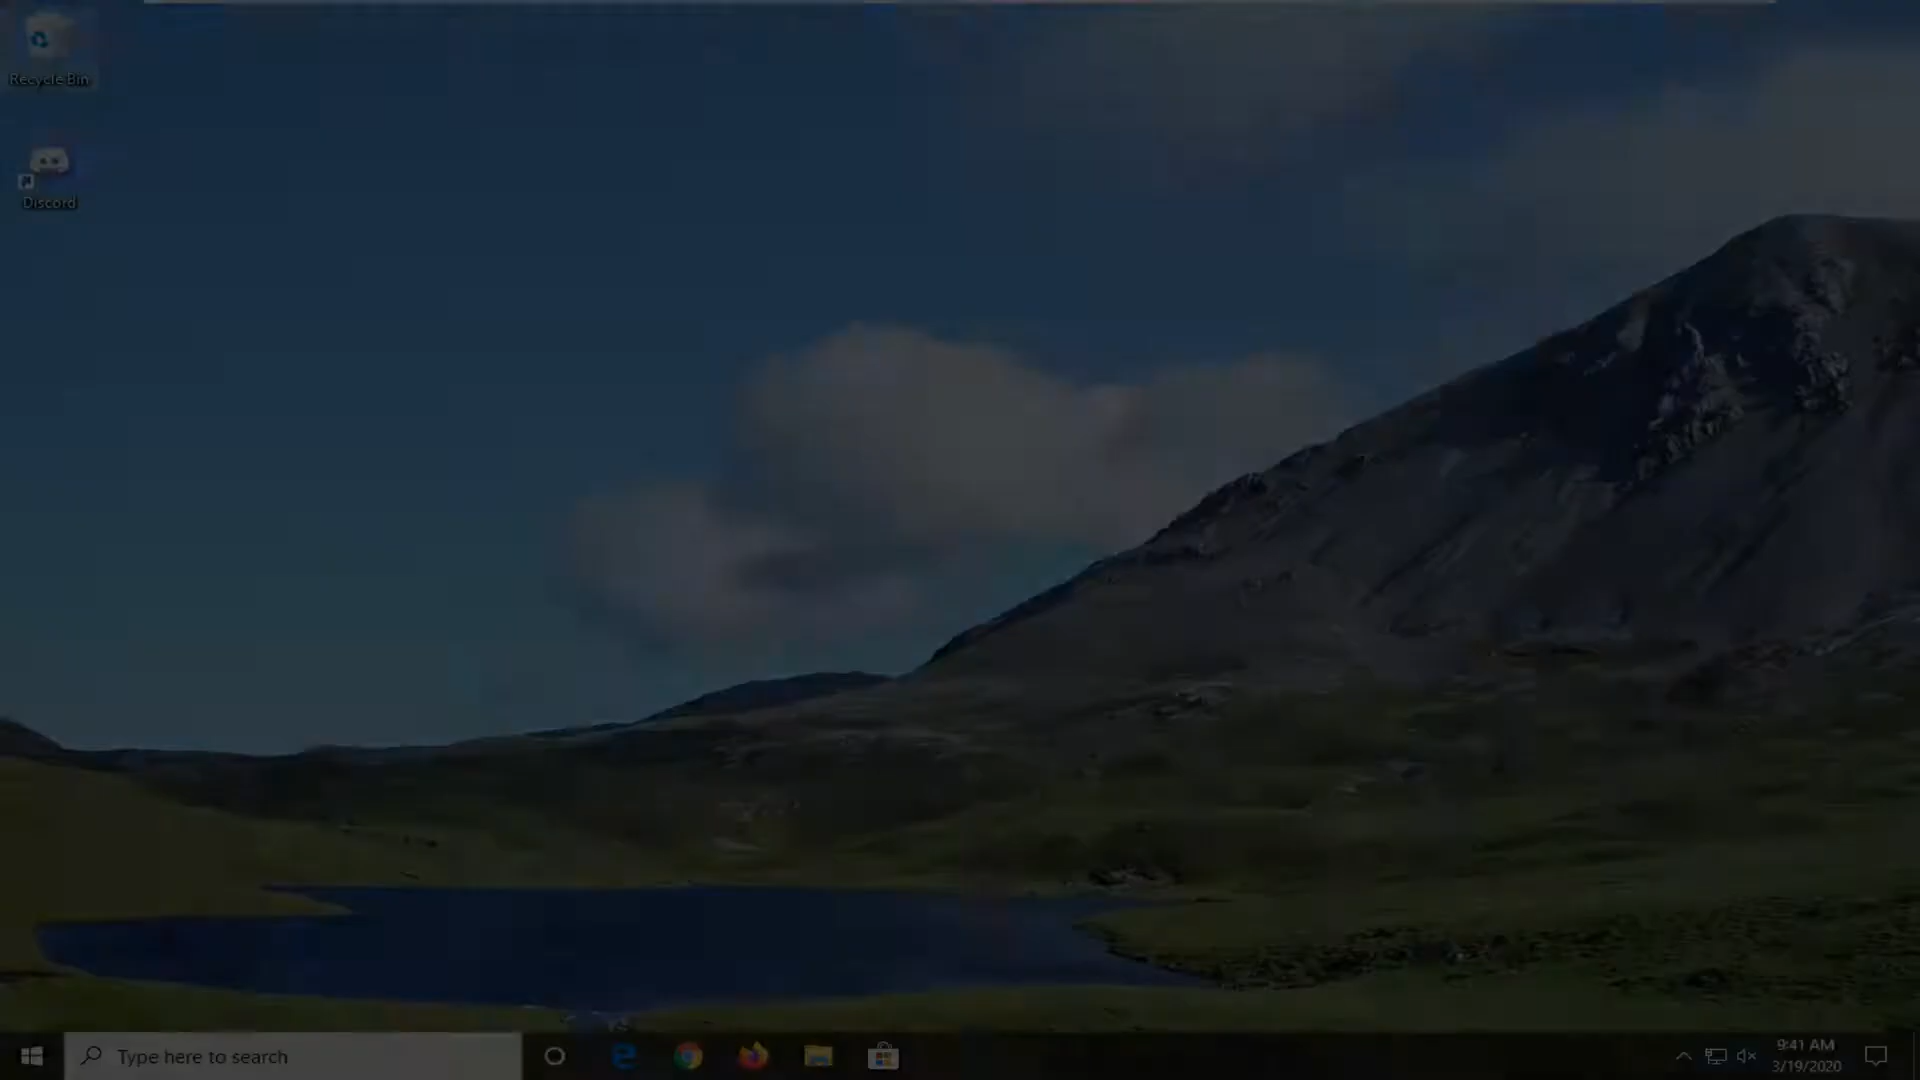 Recycle Bin
Discord
Type here to search
9:41 AM
3/19/2020